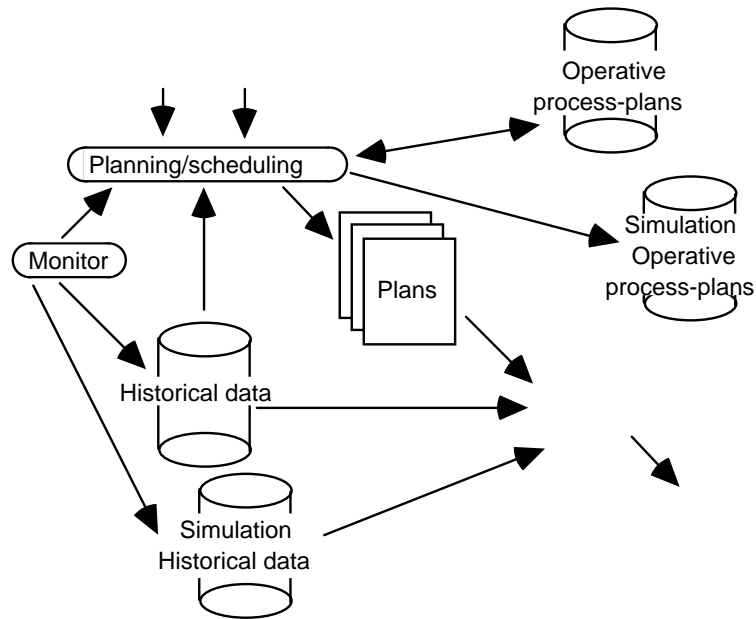 Operative
process-plans
Planning/scheduling
Simulation
Operative
process-plans
Monitor
Plans
Historical data
Simulation
Historical data